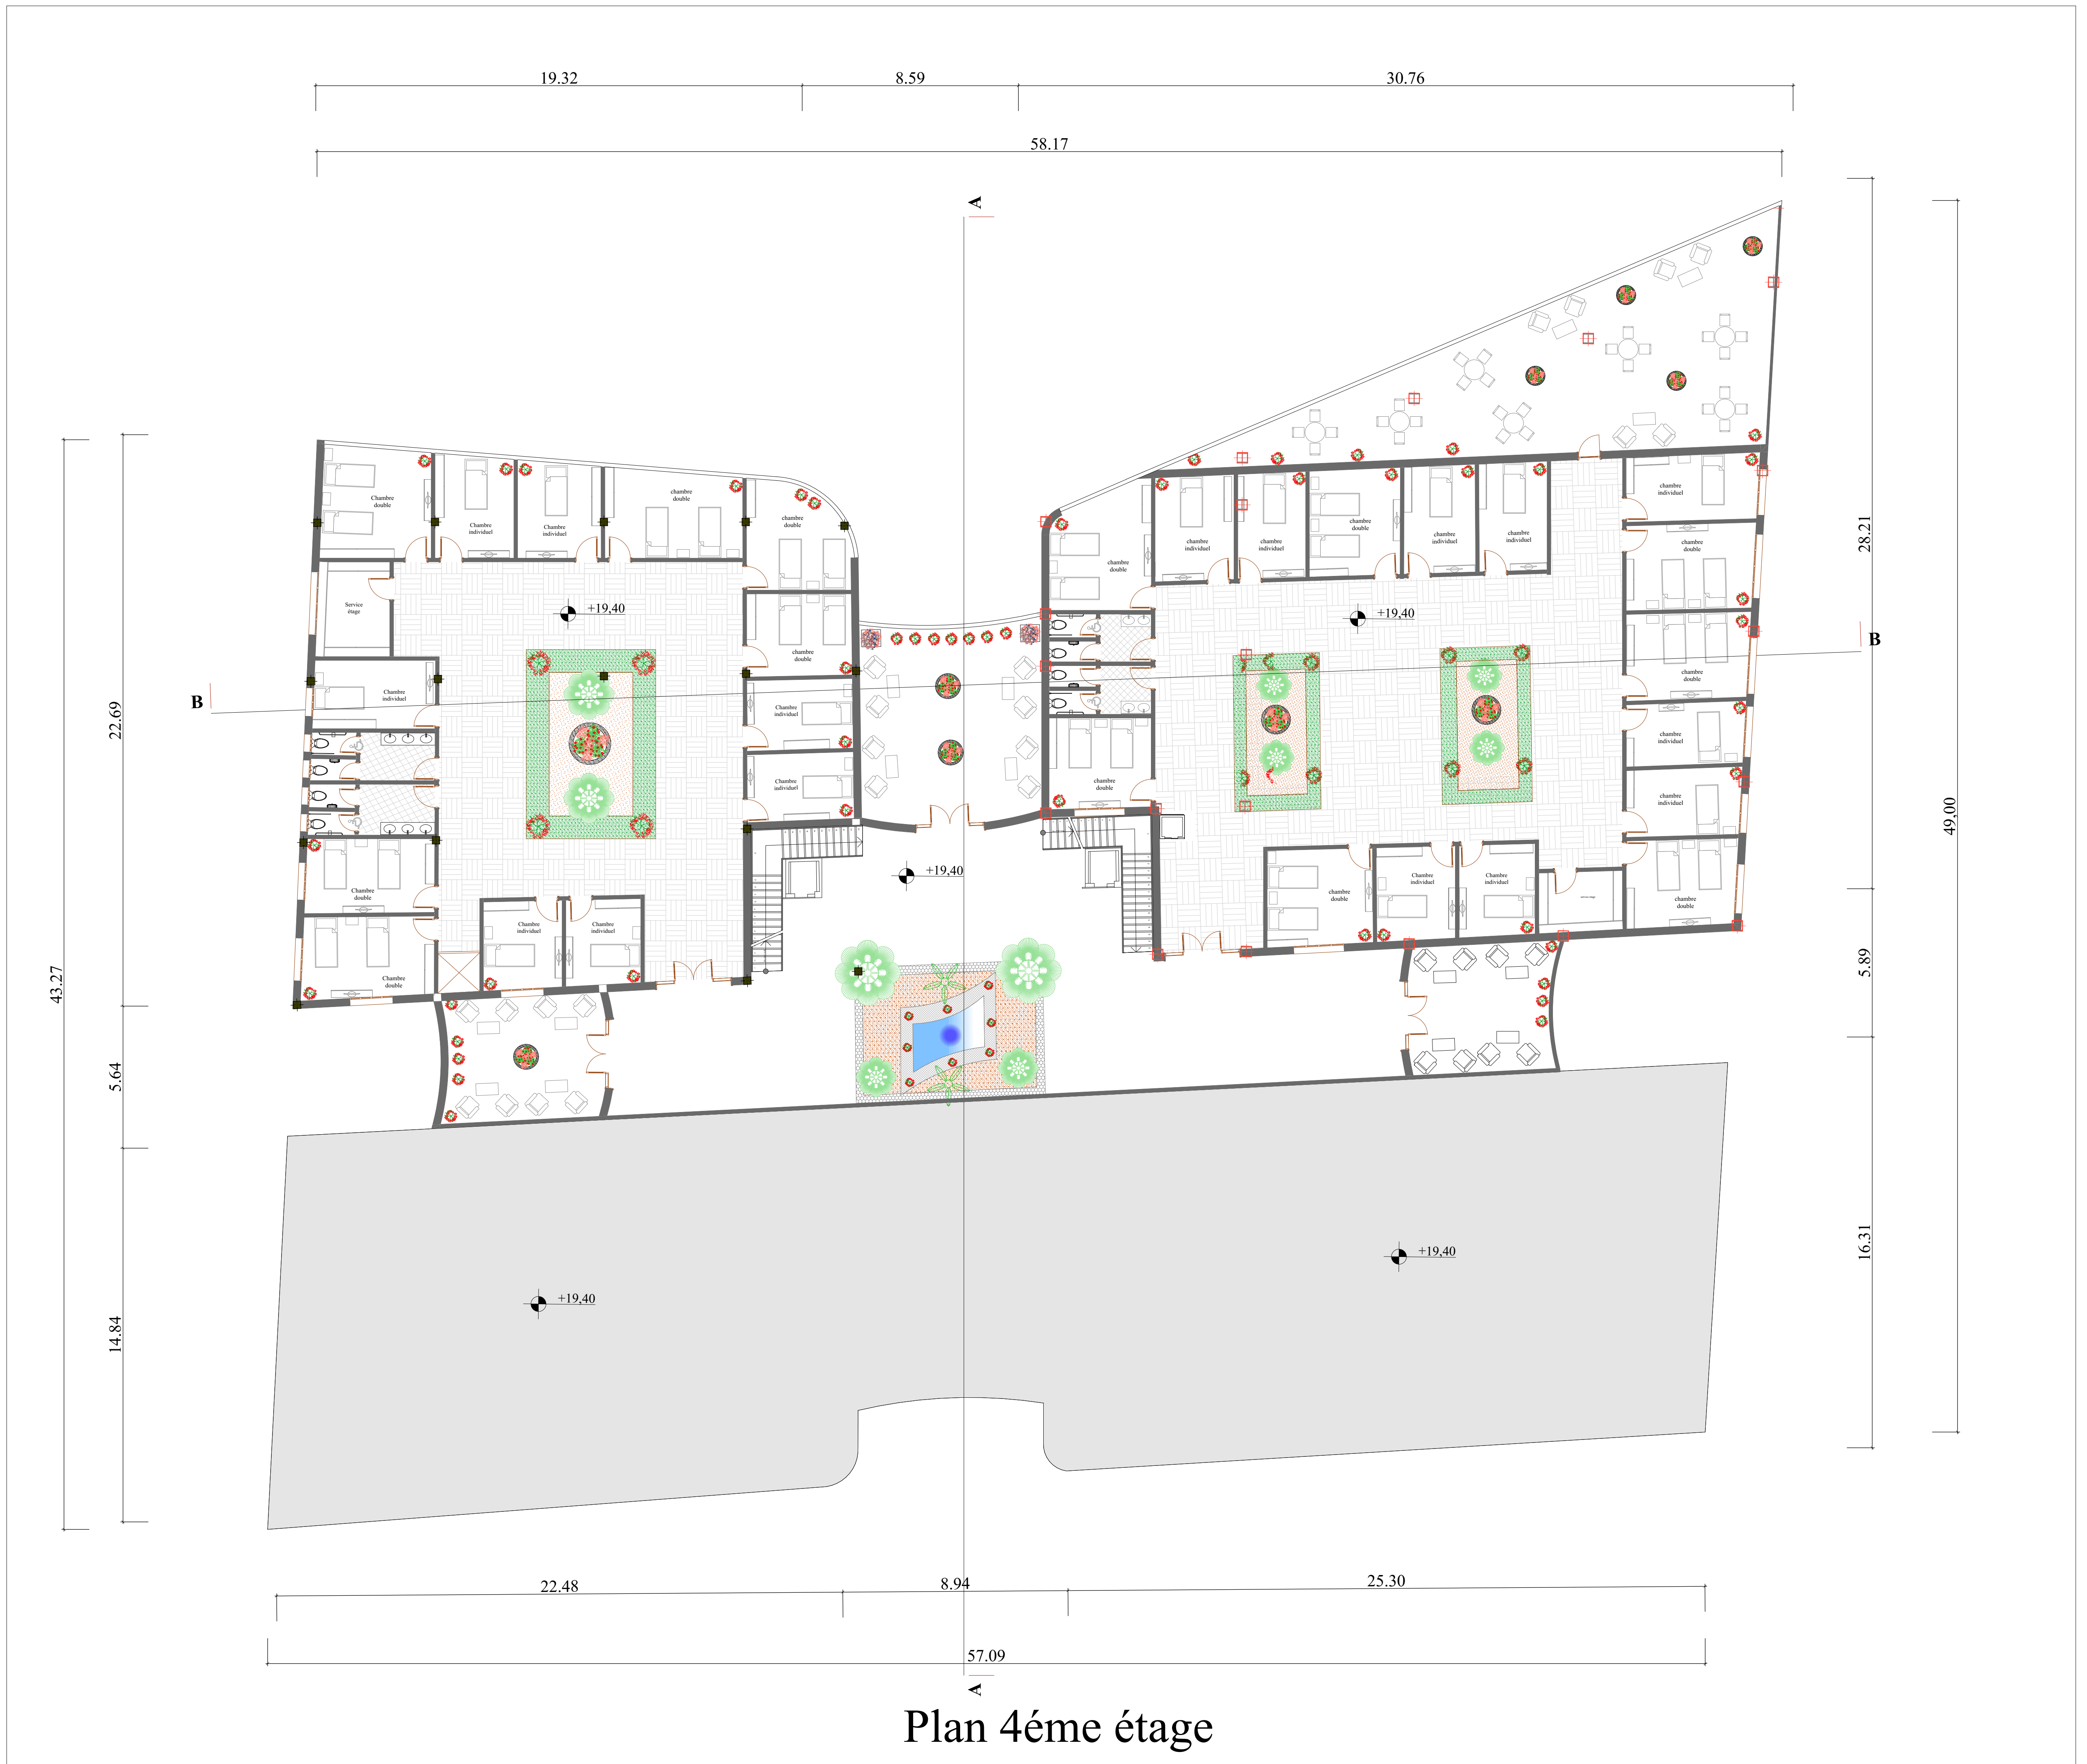 19.32
8.59
30.76
58.17
A
Chambre
double
Chambre
individuel
Chambre
individuel
chambre
double
chambre
double
chambre
double
chambre
individuel
chambre
individuel
chambre
double
chambre
individuel
chambre
individuel
chambre
individuel
28.21
chambre
double
Service
étage
+19,40
+19,40
B
chambre
double
chambre
double
B
22.69
Chambre
individuel
Chambre
individuel
chambre
individuel
49,00
Chambre
individuel
chambre
double
chambre
individuel
+19,40
Chambre
double
chambre
double
Chambre
individuel
Chambre
individuel
service etage
chambre
double
Chambre
individuel
Chambre
individuel
Chambre
double
43.27
5.89
5.64
16.31
+19,40
+19,40
14.84
22.48
8.94
25.30
57.09
A
Plan 4éme étage